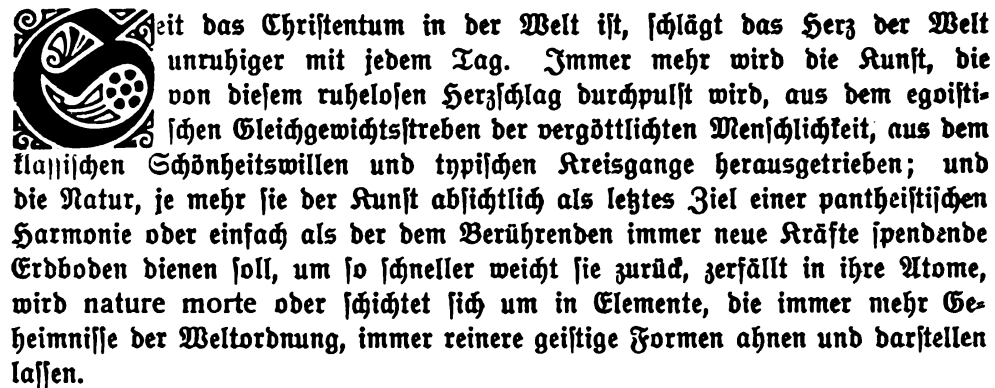 Seit das Chriſtentum in der Welt iſt, ſchlägt das Herz der Welt
unruhiger mit jedem Tag. Immer mehr wird die Kunſt, die
von dieſem ruheloſen Herzſchlag durchpulſt wird, aus dem egoiſti-
ſchen Gleichgewichtsſtreben der vergöttlichten Menſchlichkeit, aus dem
klaſſiſchen Schönheitswillen und typiſchen Kreisgange herausgetrieben; und
die Natur, je mehr ſie der Kunſt abſichtlich als letztes Ziel einer pantheiſtiſchen
Harmonie oder einfach als der dem Berührenden immer neue Kräfte ſpendende
Erdboden dienen ſoll, um ſo ſchneller weicht ſie zurück, zerfällt in ihre Atome,
wird nature morte oder ſchichtet ſich um in Elemente, die immer mehr Ge-
heimniſſe der Weltordnung, immer reinere geiſtige Formen ahnen und darſtellen
laſſen.